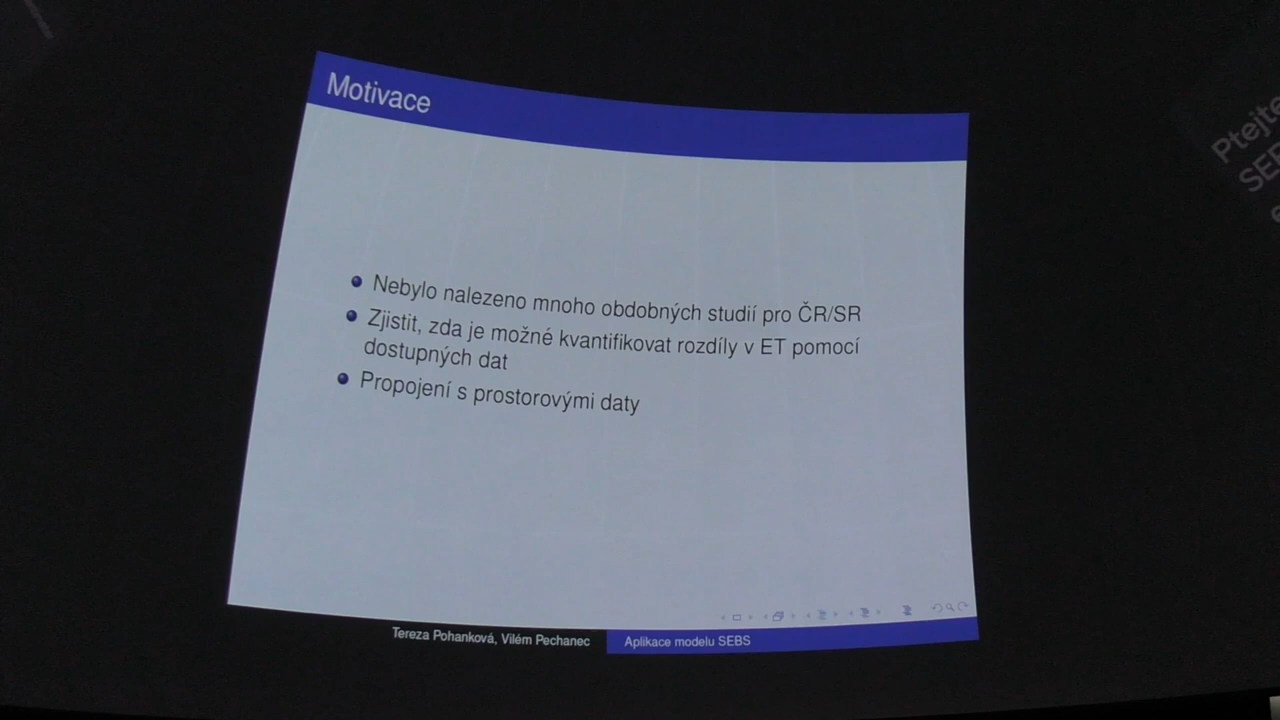 Motivace
Nebylo nalezeno mnoho obdobných studií pro ČR/SR
Zjistit, zda je možné kvantifikovat rozdíly v ET pomocí
dostupných dat
Propojení s prostorovými daty
Tereza Pohanková, Vilém Pechanec
Aplikace modelu SEBS